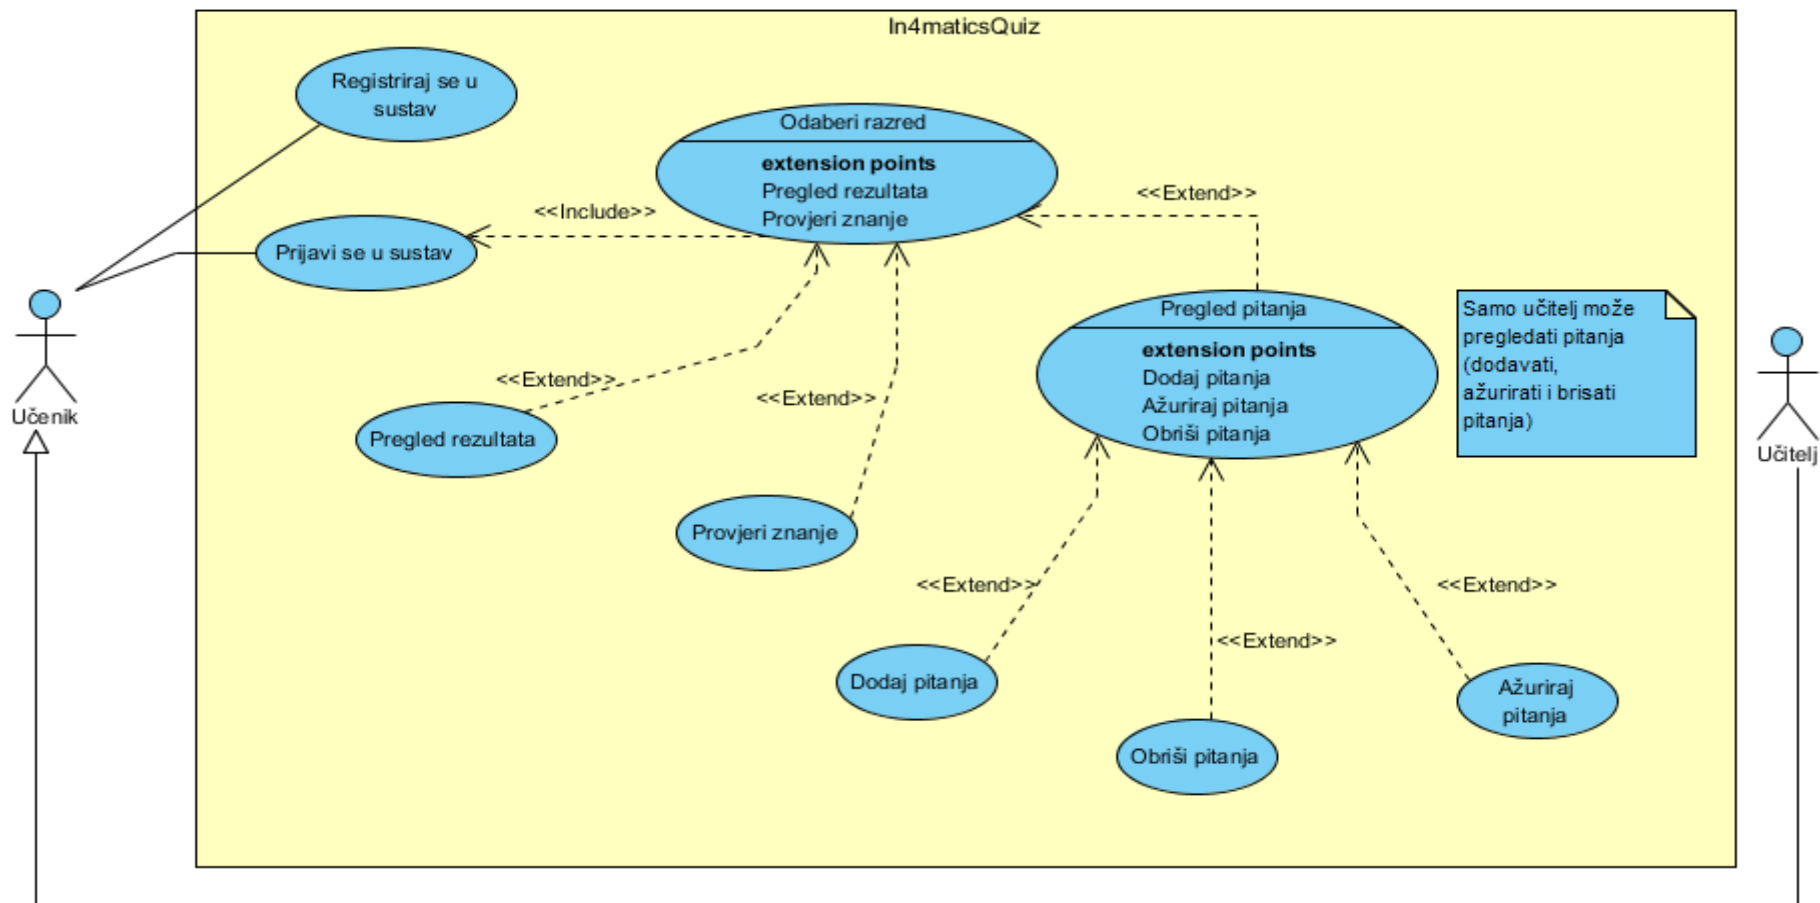 In4maticsQuiz
Registriraj se u
sustav
Odaberi razred
extension points
Pregled rezultata
Provjeri znanje
<<Extend>>
<<Include>>
Prijavi se u sustav
Učenik
Pregled pitanja
extension points
Dodaj pitanja
Ažuriraj pitanja
Obriši pitanja
Samo učitelj može
pregledati pitanja
(dodavati,
ažurirati i brisati
pitanja)
Učitelj
<<Extend>>
<<Extend>>
Pregled rezultata
Provjeri znanje
<<Extend>>
<<Extend>>
<<Extend>>
Dodaj pitanja
Obriši pitanja
Ažuriraj
pitanja